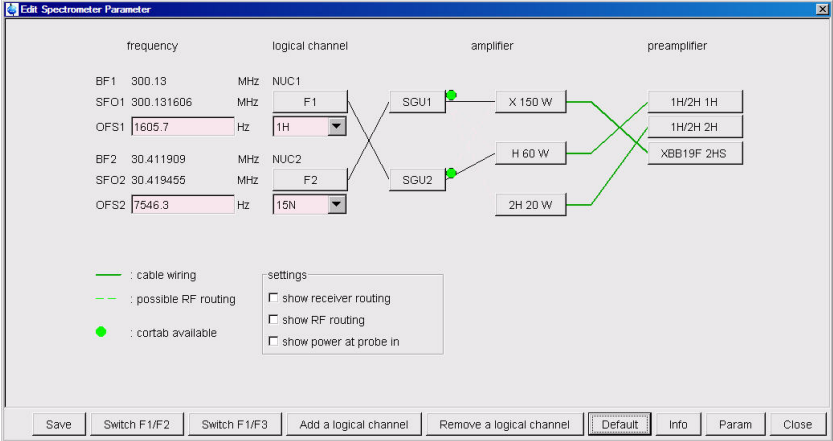 Edit Spectrometer Parameter
frequency logical channel amplifier preamplifier
BF1 300.13 MHz NUC1
SFO1 300.131606 MHz F1 SGU1 X 150 W 1H/2H 1H
OFS1 1605.7 Hz 1H 1H/2H 2H
BF2 30.411909 MHz NUC2 H 60 W XBB19F 2HS
SFO2 30.419455 MHz F2 SGU2
OFS2 7546.3 Hz 15N 2H 20 W
: cable wiring settings
: possible RF routing show receiver routing
show RF routing
: cortab available show power at probe in
Save Switch F1/F2 Switch F1/F3 Add a logical channel Remove a logical channel Default Info Param Close